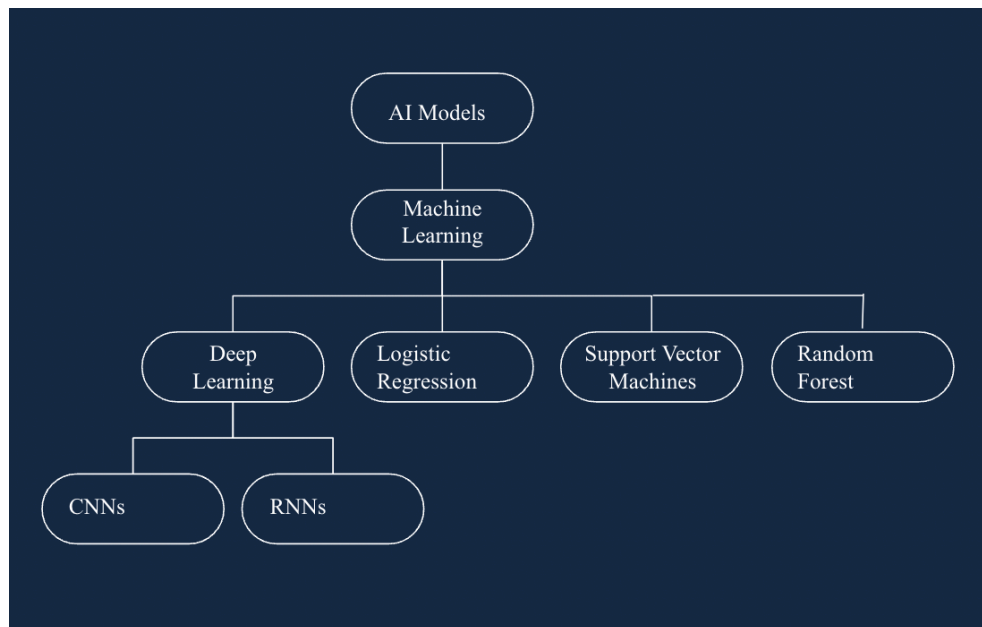 AI Models
Machine
Learning
Deep
Learning
Logistic
Regression
Support Vector
Machines
Random
Forest
CNNs
RNNs